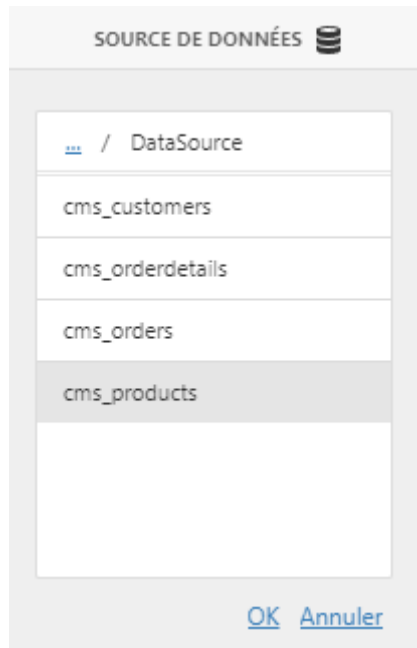 SOURCE DE DONNÉES
... / DataSource
cms_customers
cms_orderdetails
cms_orders
cms_products
OK Annuler